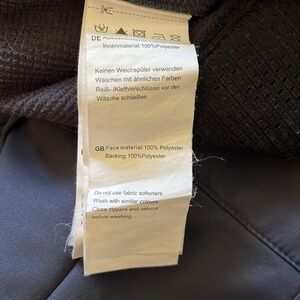 DE
Innenmaterial:100%Polyester
Keinen Weichspüler verwenden
Waschen mit ähnlichen Farben
Reiß-/Klettverschlüsse vor der
Wäsche schließen
GB Face material:100% Polyester
Backing:100%Polyester
Do not use fabric softeners
Wash with similar colours
Close zippers and velcros
before washing